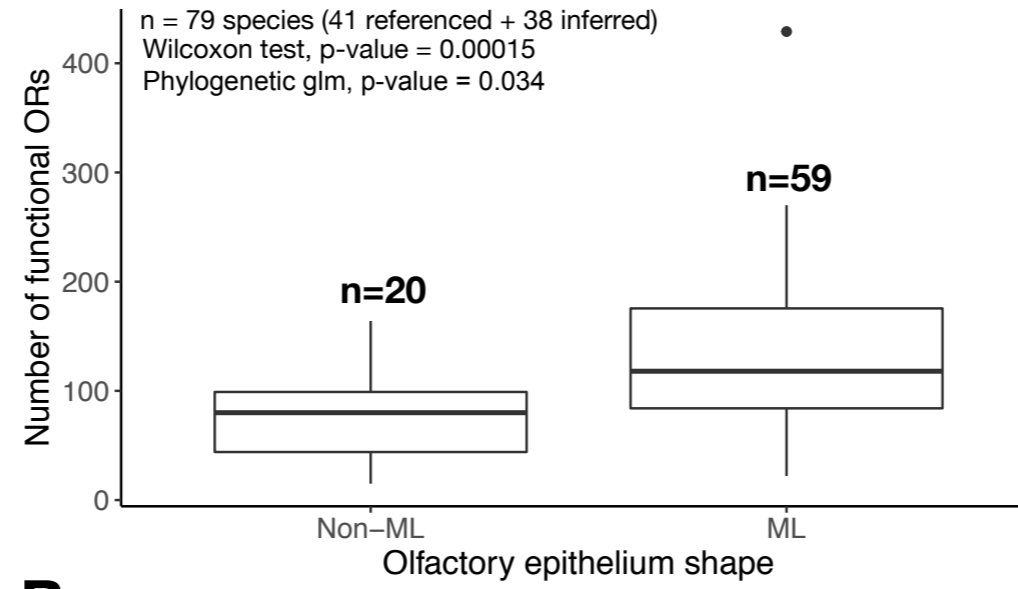 n = 79 species (41 referenced + 38 inferred)
Wilcoxon test, p-value = 0.00015
Phylogenetic glm, p-value = 0.034
Number of functional ORs
400
300
200
100
0
n=20
n=59
Non−ML
ML
Olfactory epithelium shape